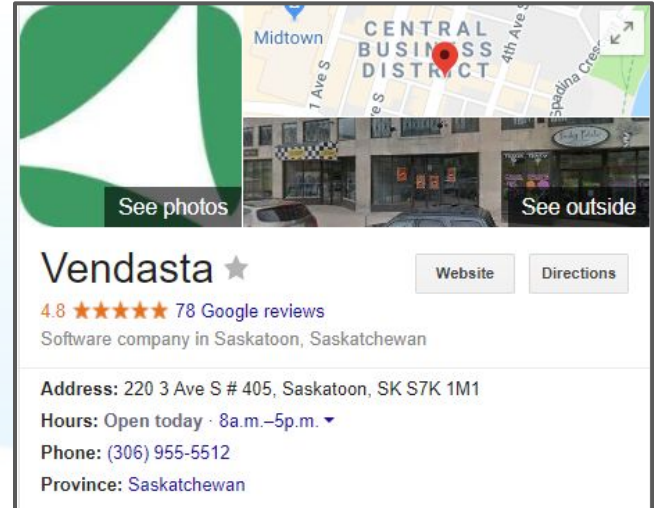 Midtown
CENTRAL
BUSINESS
DISTRICT
1 Ave S
4th Ave S
Spadina Cres
See photos
See outside
Vendasta
Website
Directions
4.8 78 Google reviews
Software company in Saskatoon, Saskatchewan
Address: 220 3 Ave S # 405, Saskatoon, SK S7K 1M1
Hours: Open today · 8a.m.–5p.m.
Phone: (306) 955-5512
Province: Saskatchewan